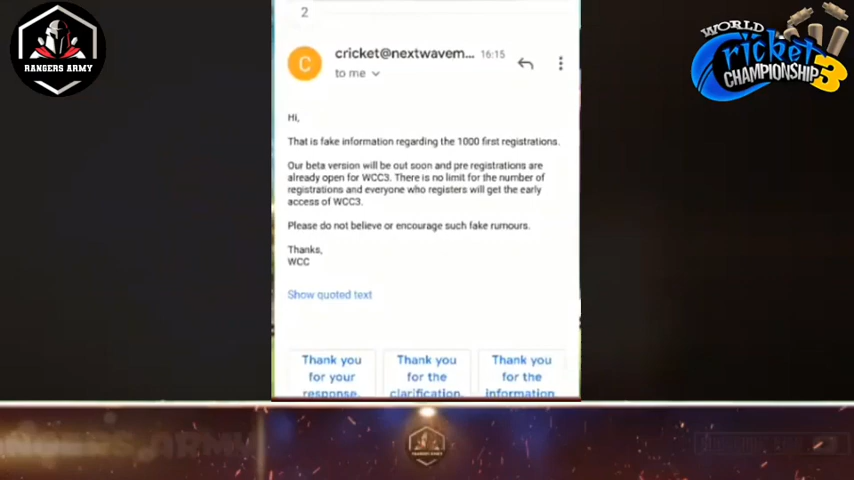 2
RANGERS ARMY
WORLD
cricket
CHAMPIONSHIP 3
C
cricket@nextwavem... 16:15
to me
Hi,
That is fake information regarding the 1000 first registrations.
Our beta version will be out soon and pre registrations are
already open for WCC3. There is no limit for the number of
registrations and everyone who registers will get the early
access of WCC3.
Please do not believe or encourage such fake rumours.
Thanks,
WCC
Show quoted text
Thank you for your response.
Thank you for the clarification.
Thank you for the information.
RANGERS ARMY